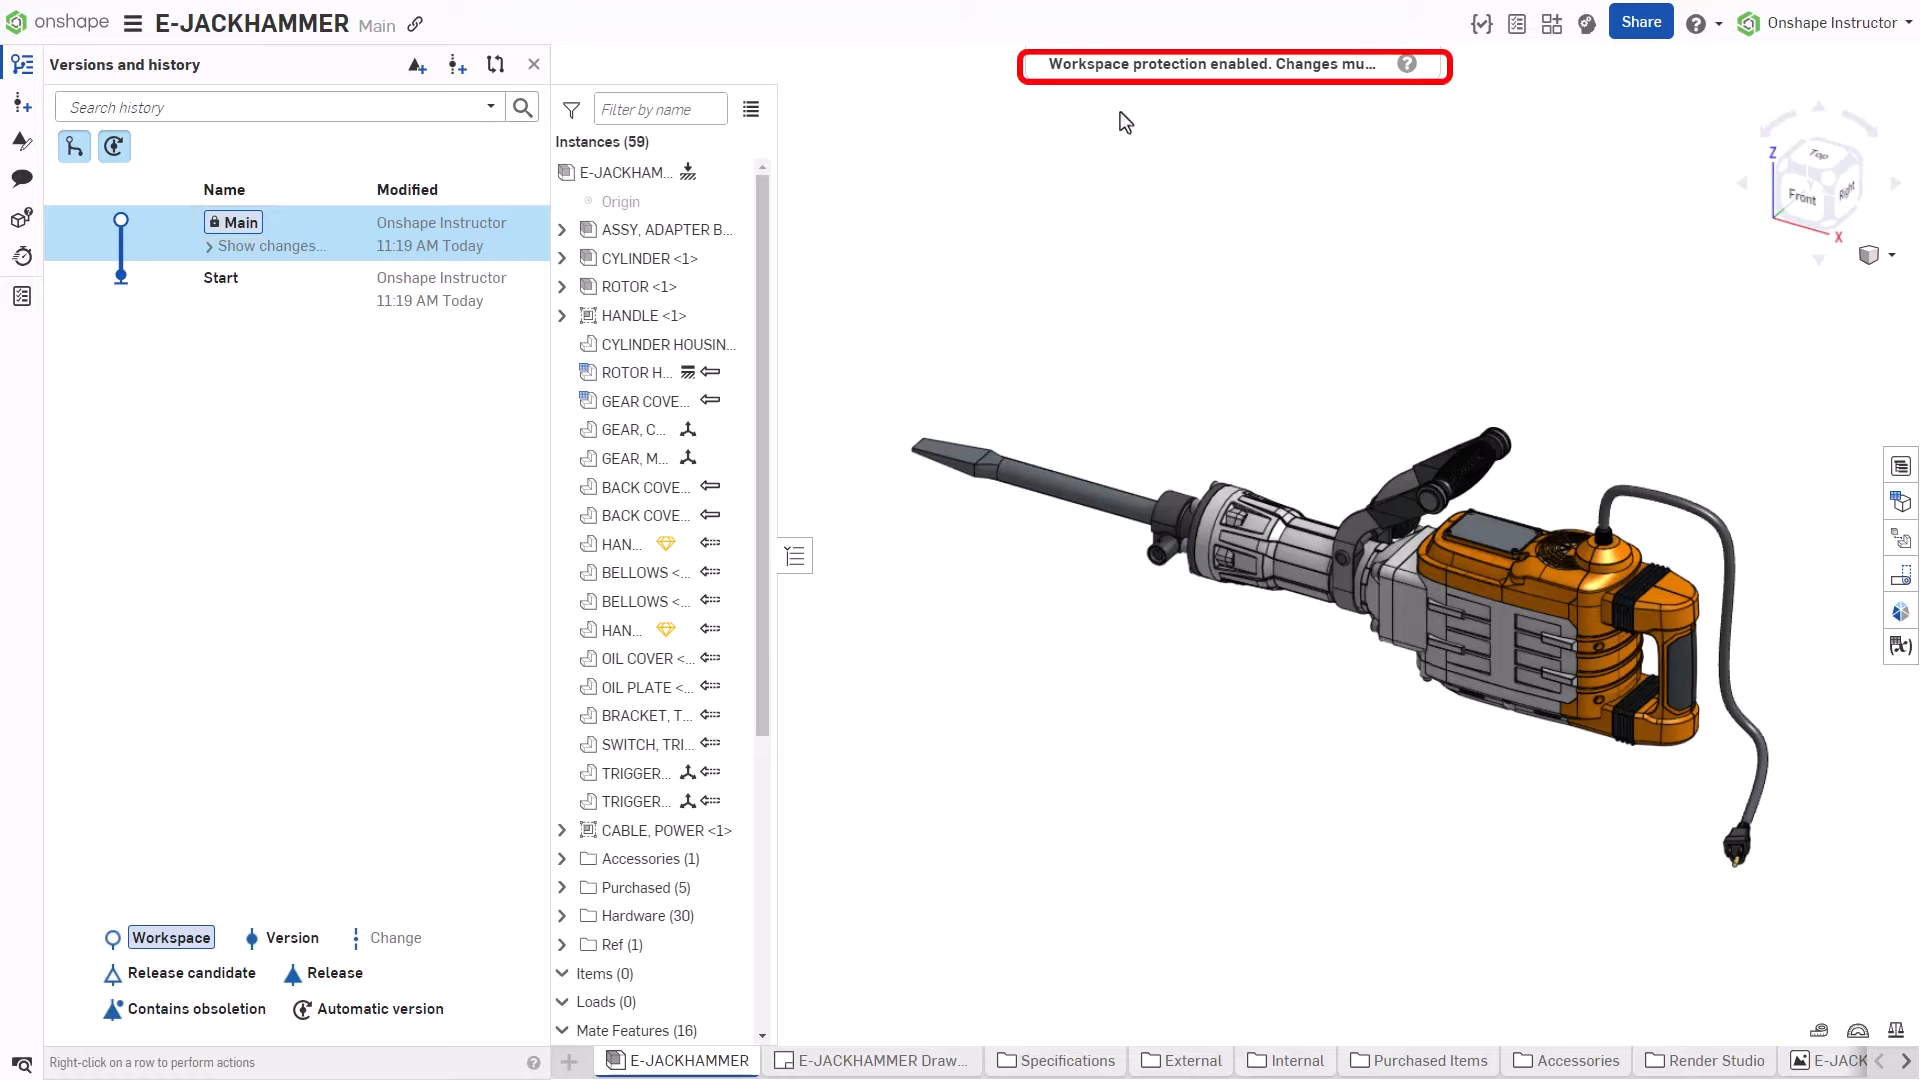 onshape E-JACKHAMMER Main Share Onshape Instructor
Versions and history
Workspace protection enabled. Changes mu...
Search history
Name Modified
Main Onshape Instructor
Show changes... 11:19 AM Today
Start Onshape Instructor
11:19 AM Today
Workspace Version Change
Release candidate Release
Contains obsoletion Automatic version
Right-click on a row to perform actions
Filter by name
Instances (59)
E-JACKHAM...
Origin
ASSY, ADAPTER B...
CYLINDER <1>
ROTOR <1>
HANDLE <1>
CYLINDER HOUSIN...
ROTOR H...
GEAR COVE...
GEAR, C...
GEAR, M...
BACK COVE...
BACK COVE...
HAN...
BELLOWS <...
BELLOWS <...
HAN...
OIL COVER <...
OIL PLATE <...
BRACKET, T...
SWITCH, TRI...
TRIGGER...
TRIGGER...
CABLE, POWER <1>
Accessories (1)
Purchased (5)
Hardware (30)
Ref (1)
Items (0)
Loads (0)
Mate Features (16)
Top
Z
Front Right
X
E-JACKHAMMER E-JACKHAMMER Draw... Specifications External Internal Purchased Items Accessories Render Studio E-JACK